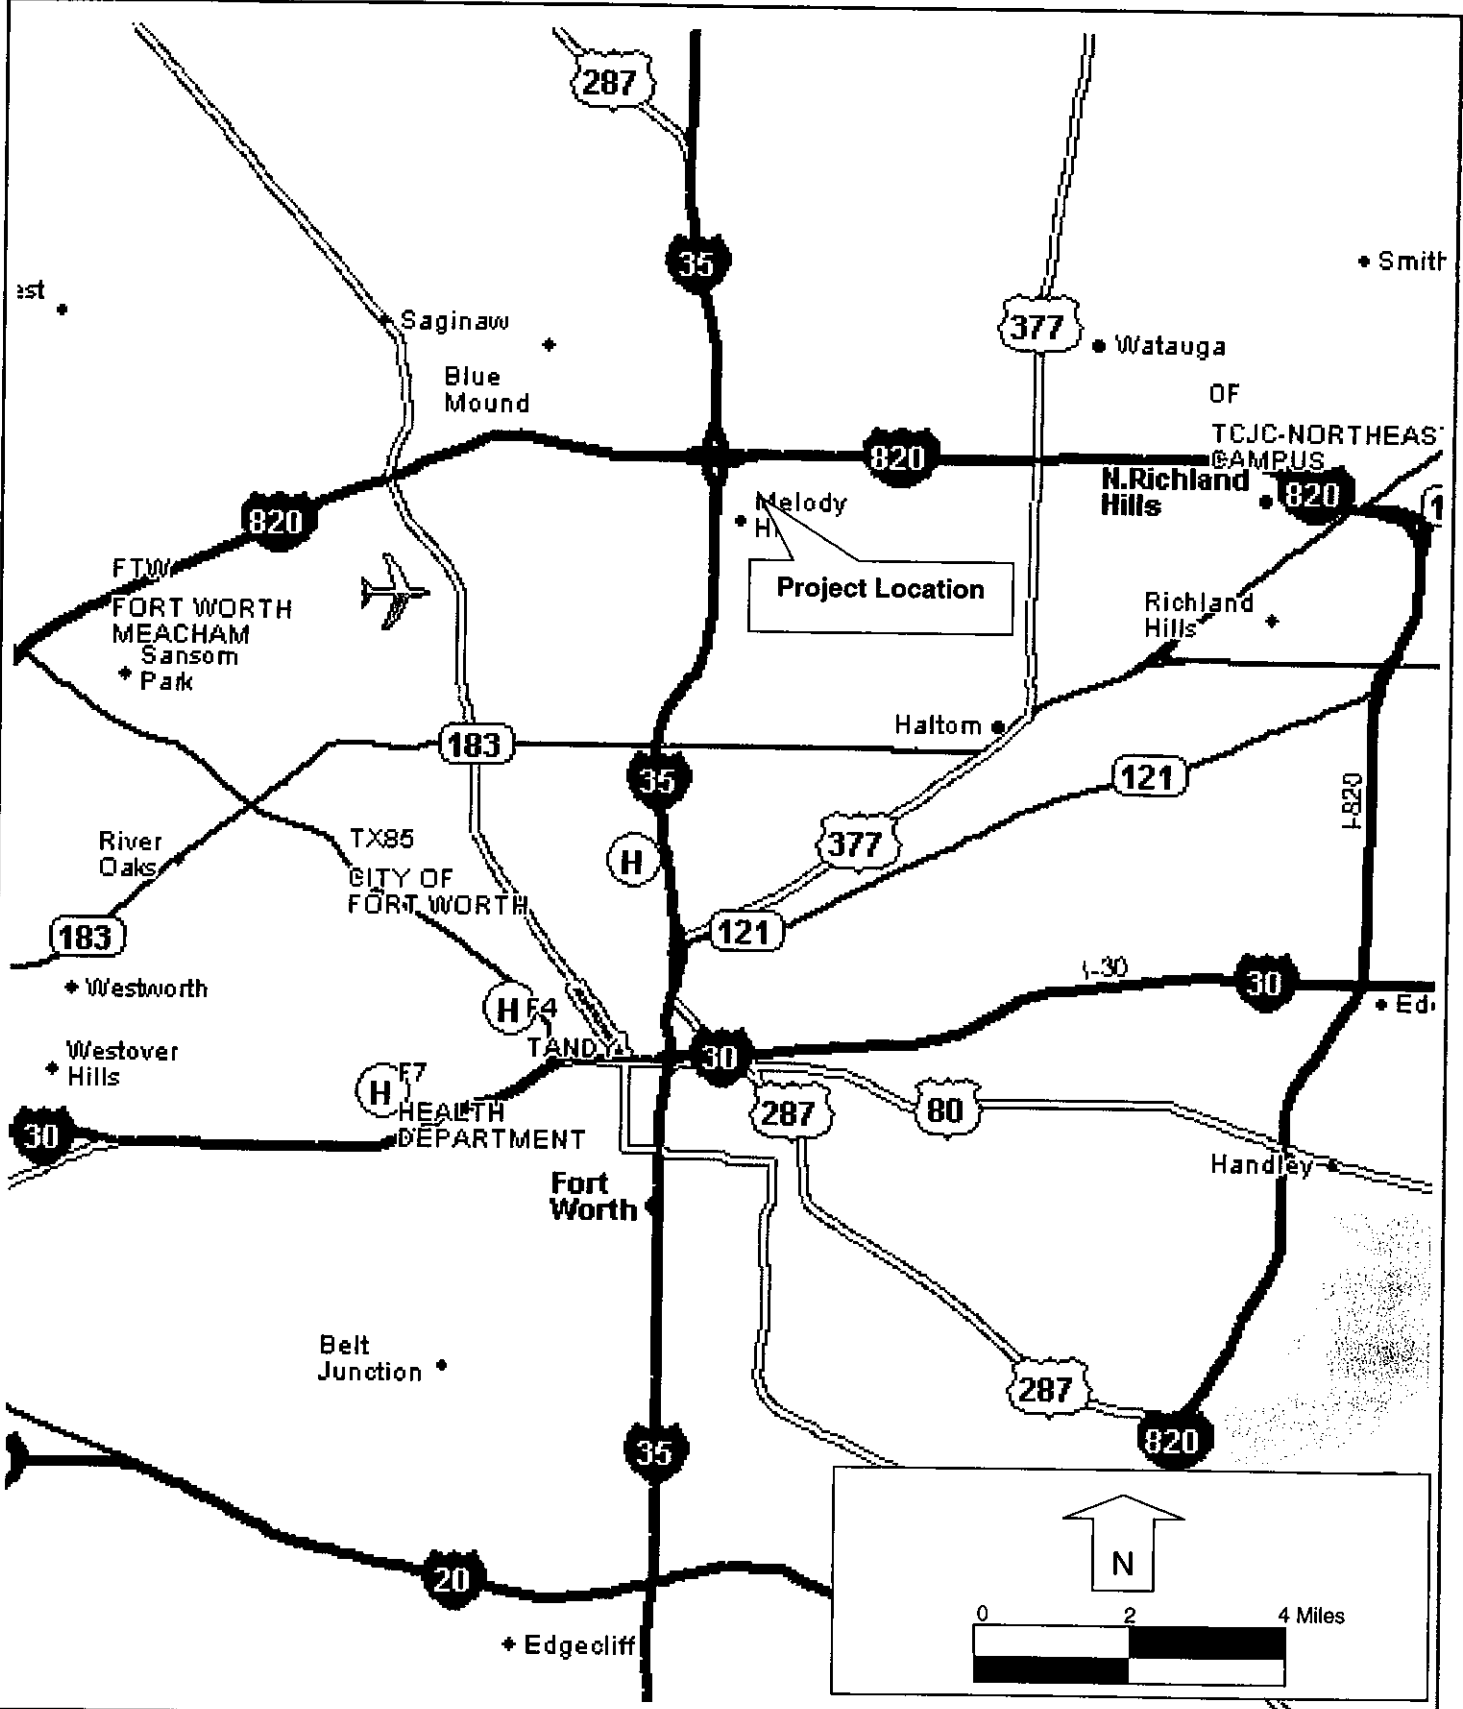 287
35
Smith
est
Saginaw
377
Watauga
Blue
Mound
OF
TCJC-NORTHEAST
CAMPUS
820
N.Richland
Hills
820
1
820
Melody
Hi
FTW
Project Location
FORT WORTH
MEACHAM
Richland
Hills
Sansom
Park
Haltom
183
35
121
I-820
River
Oaks
TX85
H
377
CITY OF
FORT WORTH
183
121
I-30
30
Westworth
H
F4
Ed
TANDY
30
Westover
Hills
H
F7
HEALTH
DEPARTMENT
287
80
30
Handley
Fort
Worth
Belt
Junction
287
820
35
N
20
0 2 4 Miles
Edgecliff